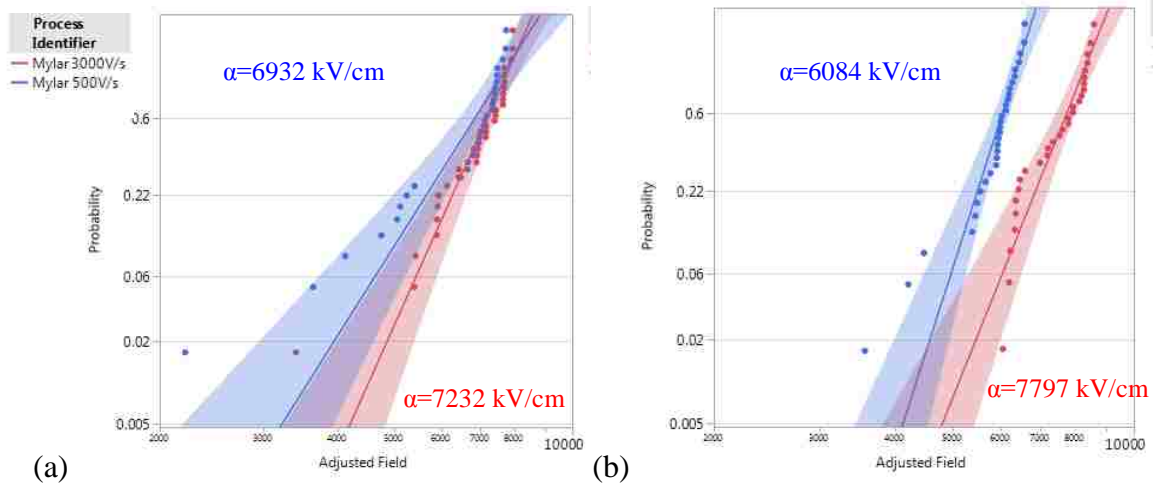 Process
Identifier
Mylar 3000V/s
Mylar 500V/s
α=6932 kV/cm
α=7232 kV/cm
Probability
0.6
0.22
0.06
0.02
0.005
2000 3000 4000 5000 6000 7000 8000 10000
Adjusted Field
(a)
α=6084 kV/cm
α=7797 kV/cm
Probability
0.6
0.22
0.06
0.02
0.005
2000 3000 4000 5000 6000 7000 8000 10000
Adjusted Field
(b)